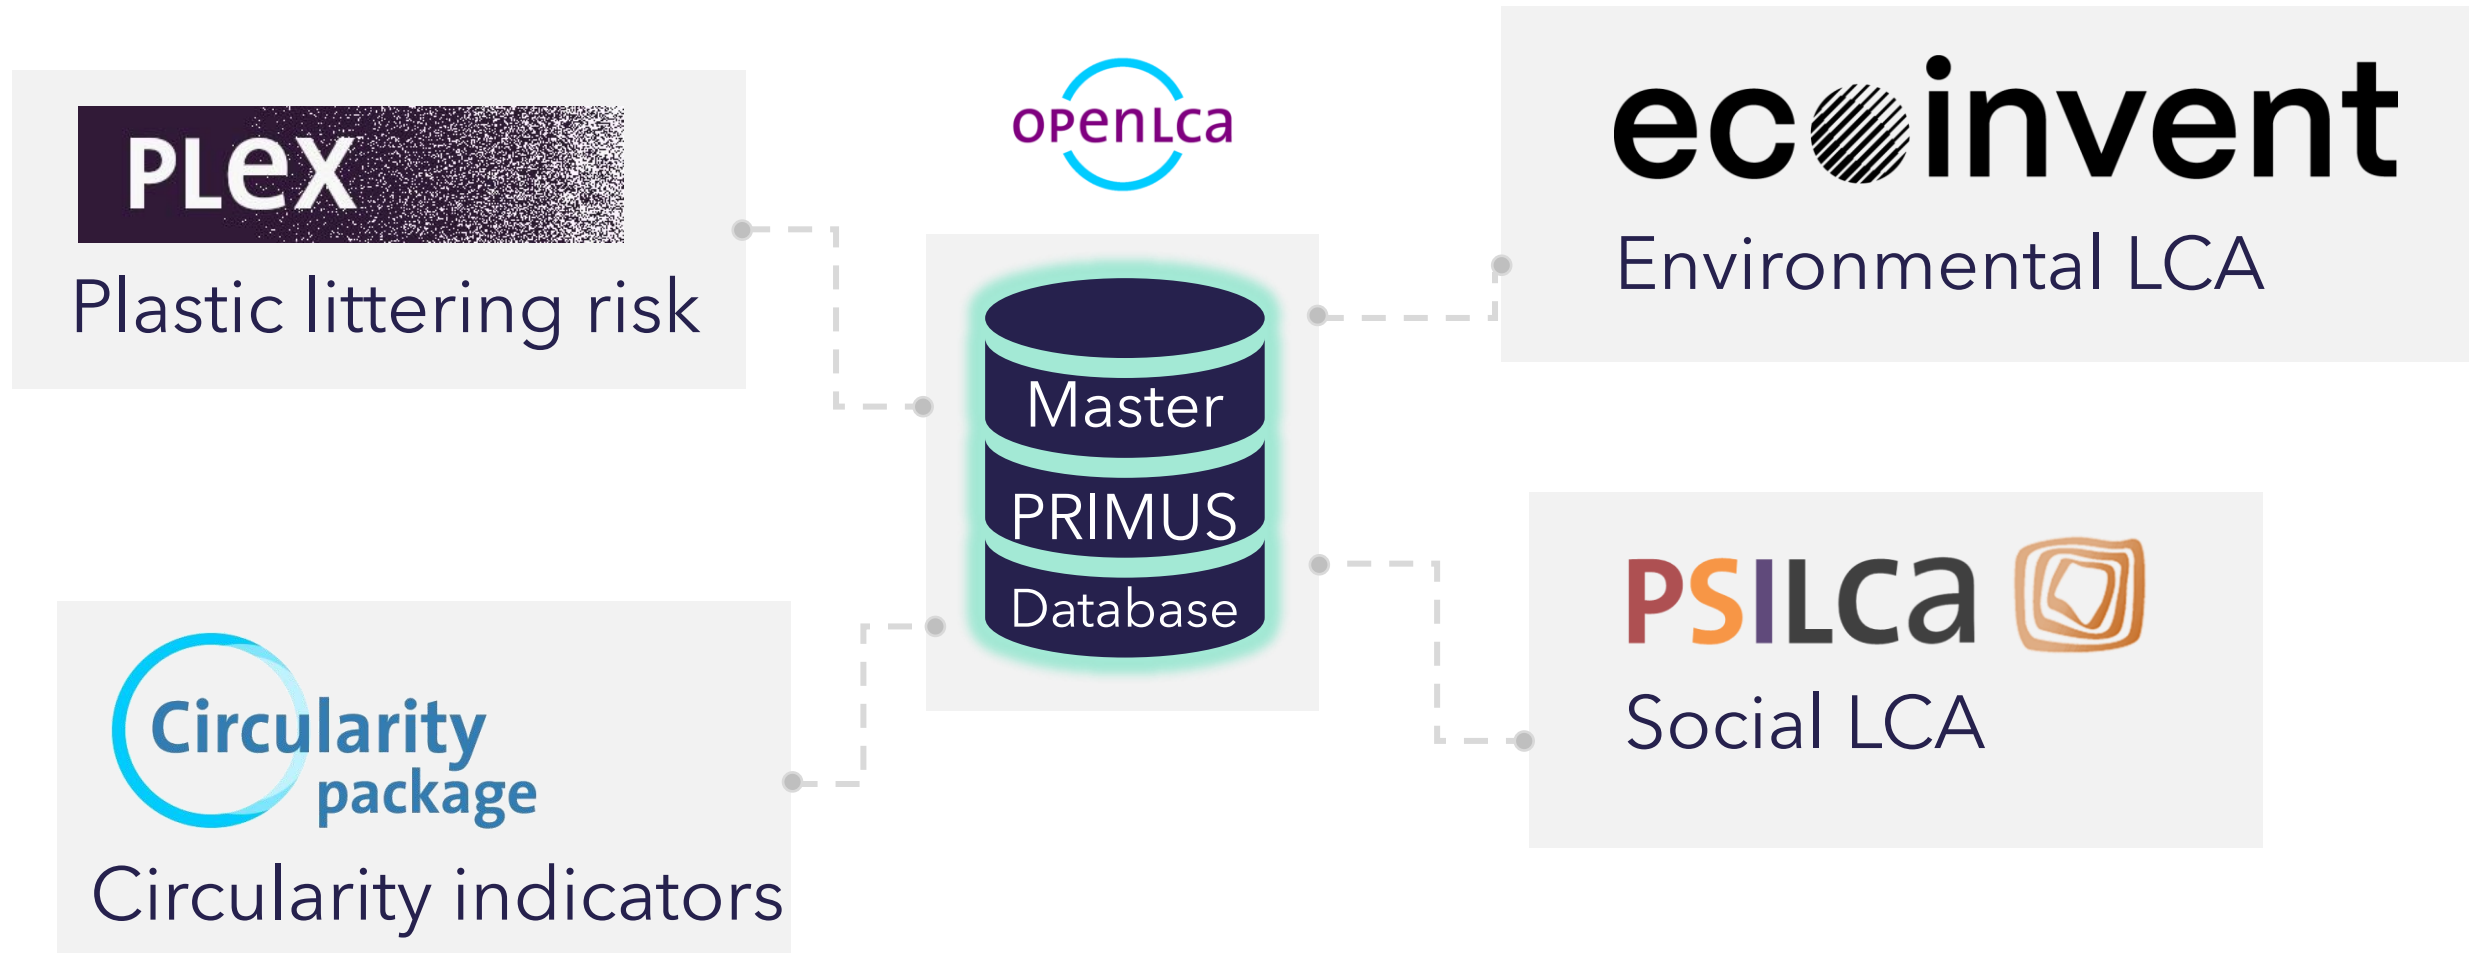 PLEX
Plastic littering risk
openLCA
ecoinvent
Environmental LCA
Master
PRIMUS
Database
Circularity
package
Circularity indicators
PSILCA
Social LCA